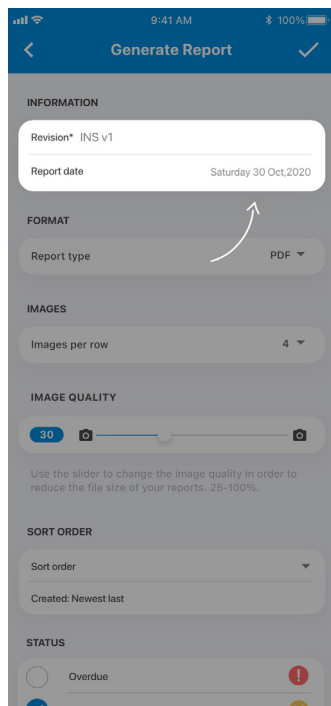 9:41 AM 100%
Generate Report
INFORMATION
Revision* INS v1
Report date Saturday 30 Oct,2020
FORMAT
Report type PDF
IMAGES
Images per row 4
IMAGE QUALITY
30
Use the slider to change the image quality in order to
reduce the file size of your reports. 25-100%.
SORT ORDER
Sort order
Created: Newest last
STATUS
Overdue